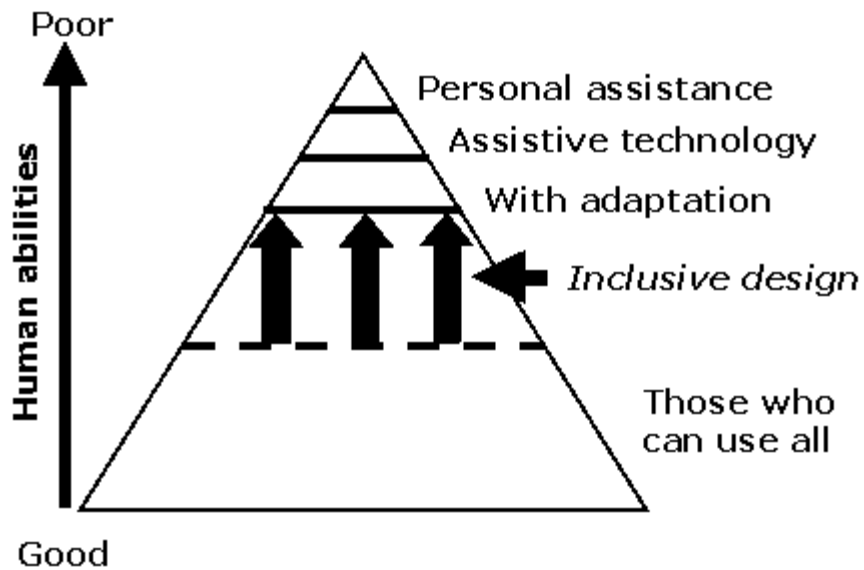 Poor
Personal assistance
Assistive technology
With adaptation
Human abilities
Inclusive design
Those who
can use all
Good